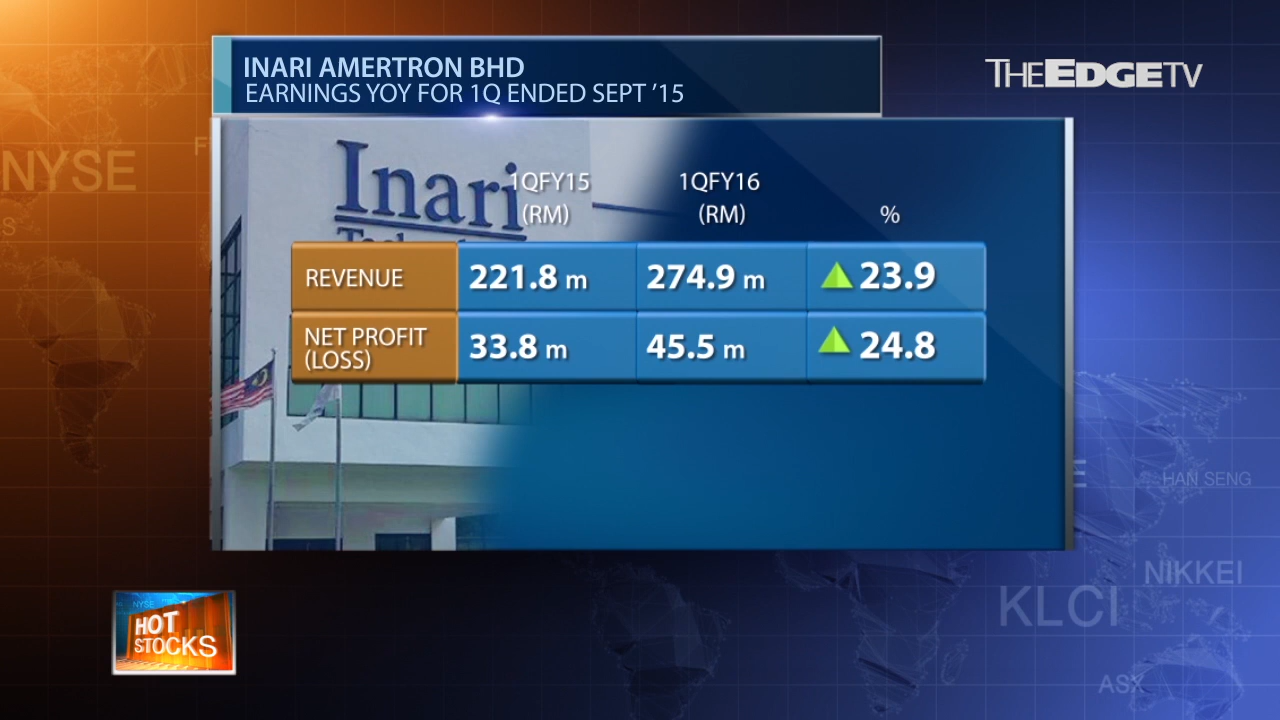 INARI AMERTRON BHD
EARNINGS YOY FOR 1Q ENDED SEPT '15
THEEDGETV
NYSE
Inari
1QFY15 1QFY16
(RM) (RM) %
REVENUE 221.8 m 274.9 m 23.9
NET PROFIT
(LOSS) 33.8 m 45.5 m 24.8
HAN SENG
NIKKEI
KLCI
ASX
NYSE
HOT
STOCKS